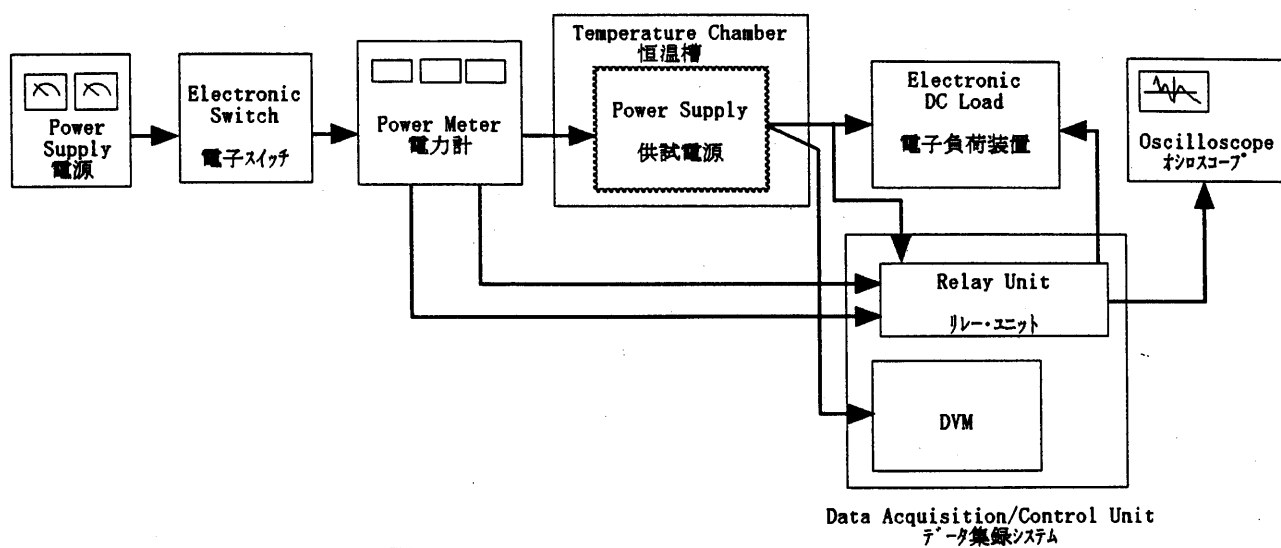 Power
Supply
電源
Electronic
Switch
電子スイッチ
Power Meter
電力計
Temperature Chamber
恒温槽
Power Supply
供試電源
Electronic
DC Load
電子負荷装置
Oscilloscope
オシロスコープ
Relay Unit
リレー・ユニット
DVM
Data Acquisition/Control Unit
データ集録システム